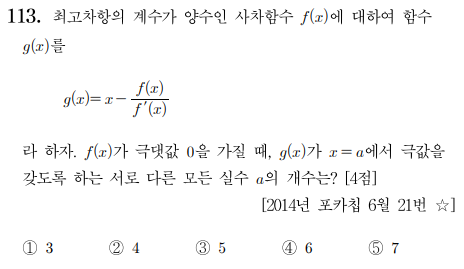 113. 최고차항의 계수가 양수인 사차함수 f(x)에 대하여 함수
g(x)를
g(x)=x-\frac{f(x)}{f'(x)}
라 하자. f(x)가 극댓값 0을 가질 때, g(x)가 x=a에서 극값을
갖도록 하는 서로 다른 모든 실수 a의 개수는? [4점]
[2014년 포카칩 6월 21번 ☆]
① 3 ② 4 ③ 5 ④ 6 ⑤ 7